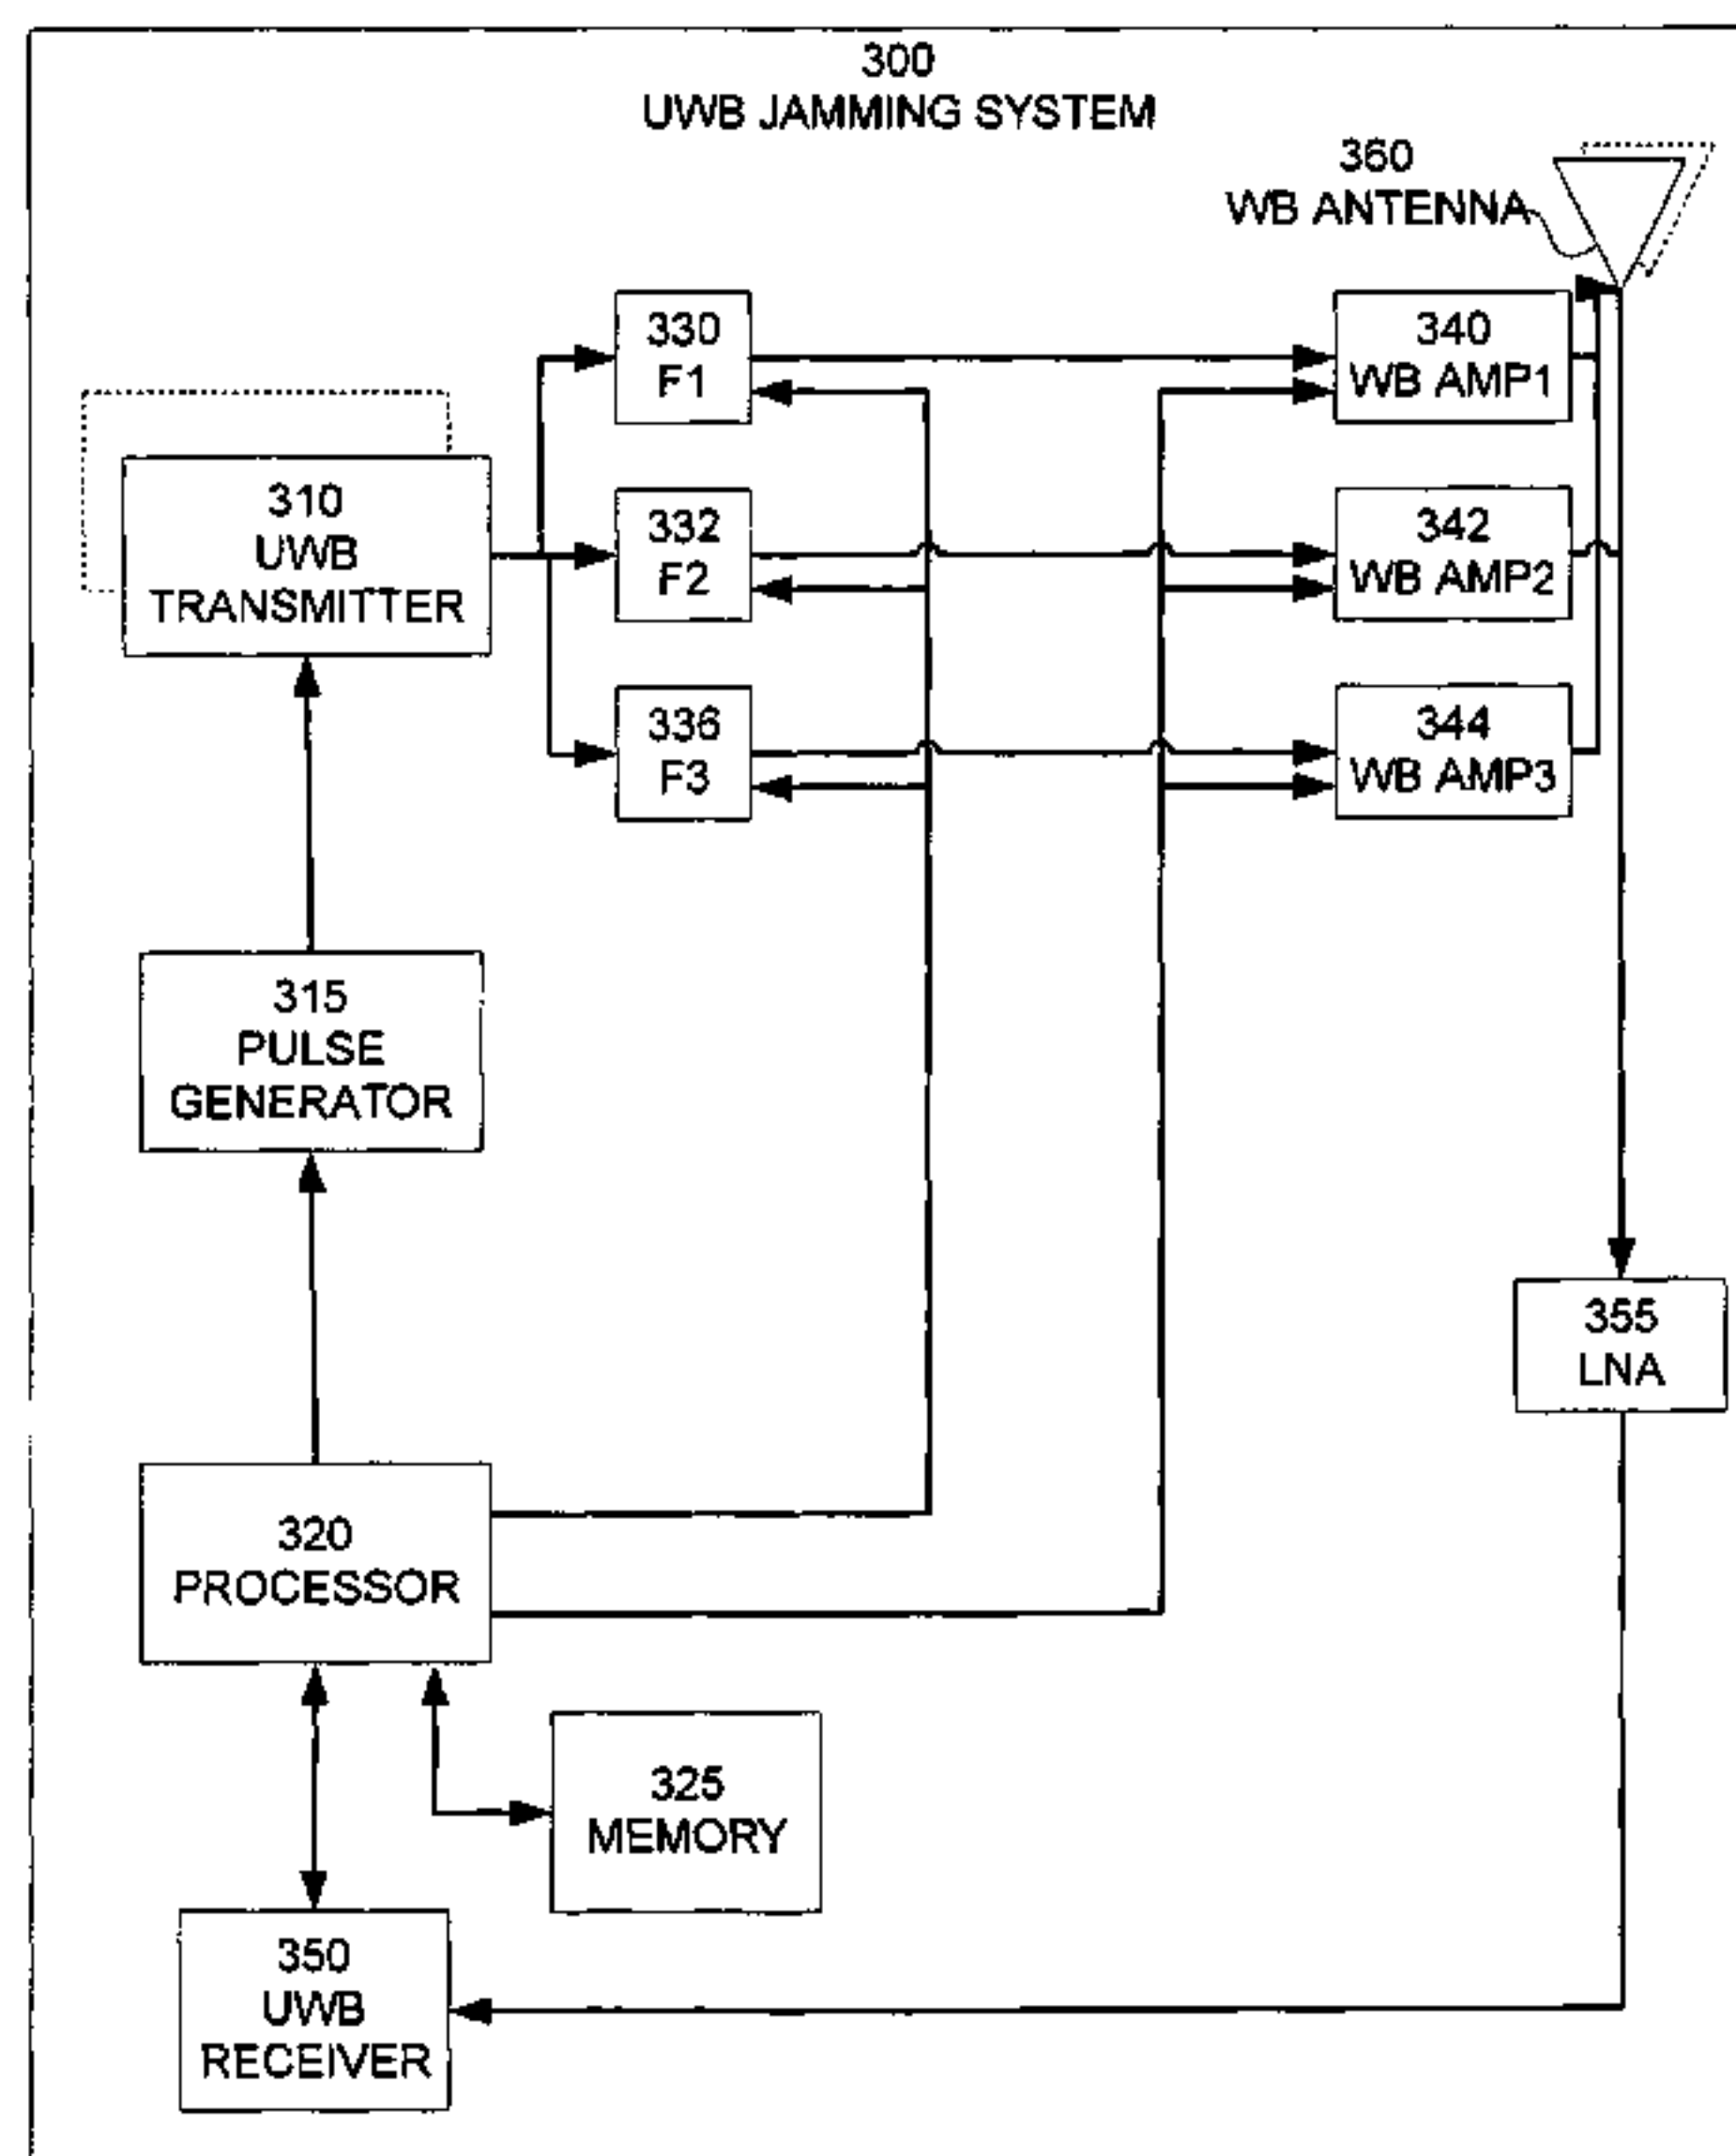 300
UWB JAMMING SYSTEM
360
WB ANTENNA
330
F1
340
WB AMP1
310
UWB
TRANSMITTER
332
F2
342
WB AMP2
336
F3
344
WB AMP3
315
PULSE
GENERATOR
355
LNA
320
PROCESSOR
325
MEMORY
350
UWB
RECEIVER